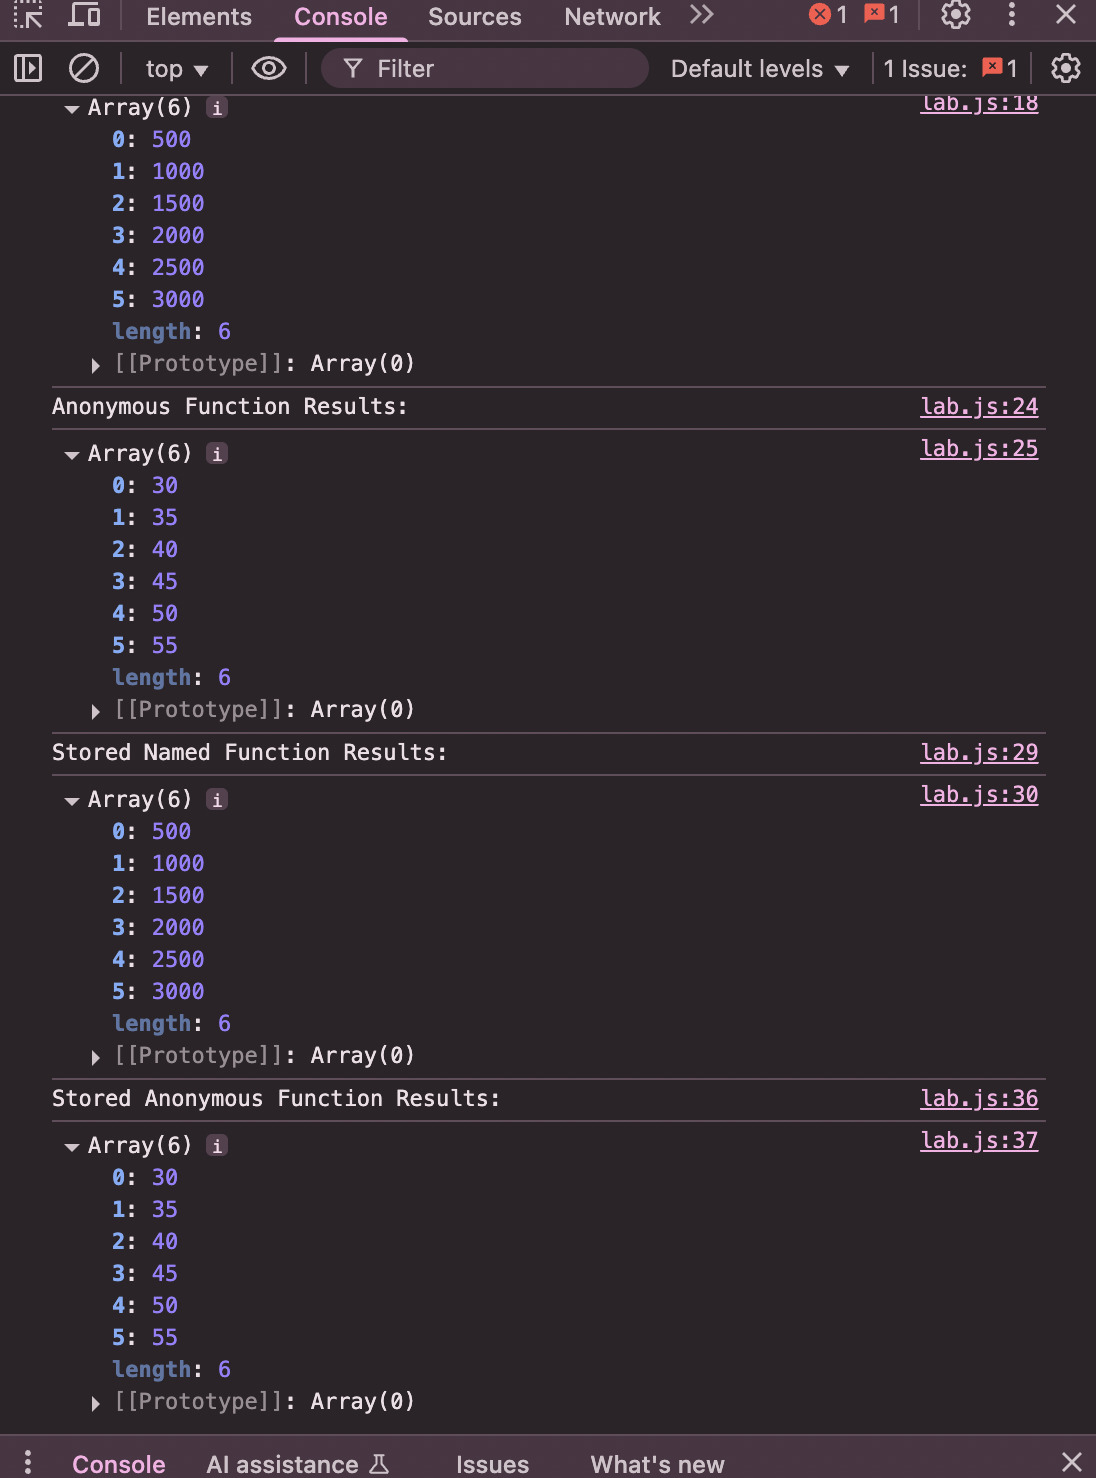 Elements Console Sources Network 1 1
top Filter Default levels 1 Issue: 1
Array(6) i lab.js:18
0: 500
1: 1000
2: 1500
3: 2000
4: 2500
5: 3000
length: 6
[[Prototype]]: Array(0)
Anonymous Function Results: lab.js:24
Array(6) i lab.js:25
0: 30
1: 35
2: 40
3: 45
4: 50
5: 55
length: 6
[[Prototype]]: Array(0)
Stored Named Function Results: lab.js:29
Array(6) i lab.js:30
0: 500
1: 1000
2: 1500
3: 2000
4: 2500
5: 3000
length: 6
[[Prototype]]: Array(0)
Stored Anonymous Function Results: lab.js:36
Array(6) i lab.js:37
0: 30
1: 35
2: 40
3: 45
4: 50
5: 55
length: 6
[[Prototype]]: Array(0)
Console AI assistance Issues What's new